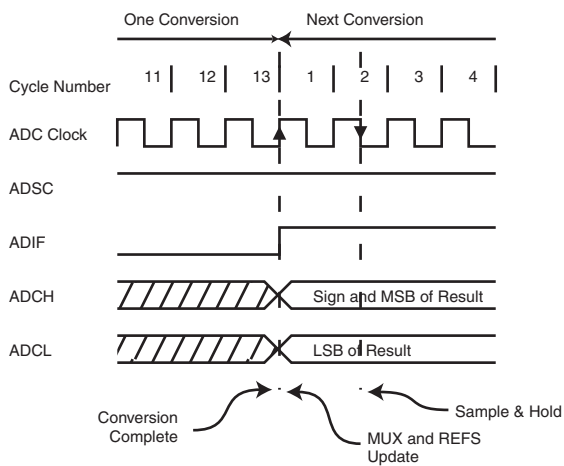 One Conversion Next Conversion
Cycle Number 11 12 13 1 2 3 4
ADC Clock
ADSC
ADIF
ADCH Sign and MSB of Result
ADCL LSB of Result
Conversion
Complete
Sample & Hold
MUX and REFS
Update